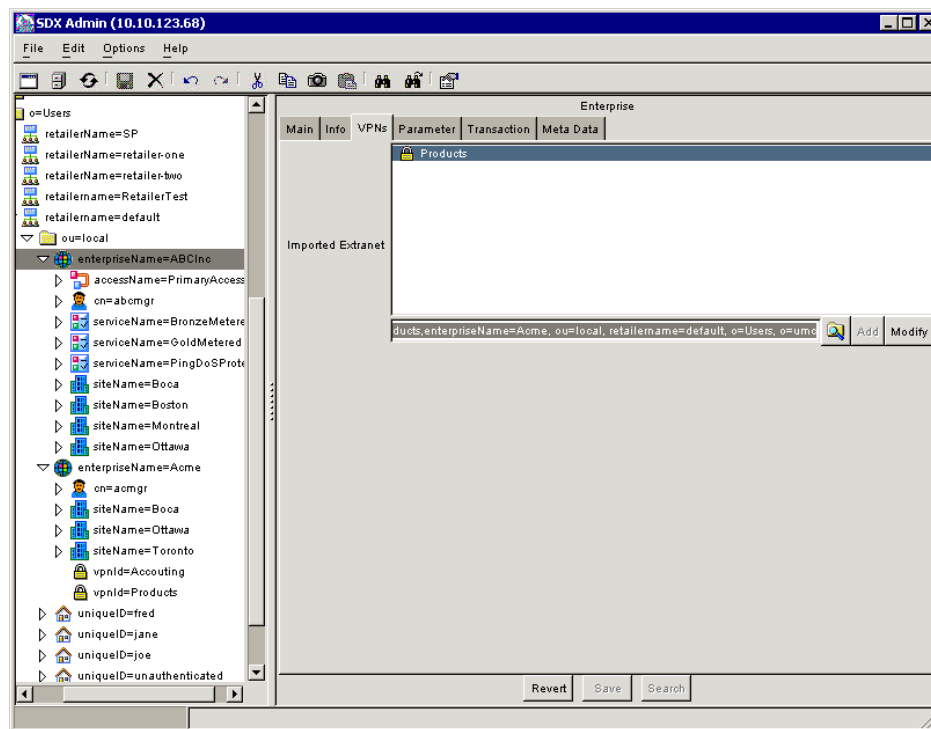 SDX Admin (10.10.123.68)
File Edit Options Help
o=Users
retailerName=SP
retailerName=retailer-one
retailerName=retailer-two
retailername=RetailerTest
retailername=default
ou=local
enterpriseName=ABCInc
accessName=PrimaryAccess
cn=abcmgr
serviceName=BronzeMetere
serviceName=GoldMetered
serviceName=PingDoSProte
siteName=Boca
siteName=Boston
siteName=Montreal
siteName=Ottawa
enterpriseName=Acme
cn=acmgr
siteName=Boca
siteName=Ottawa
siteName=Toronto
vpnId=Accouting
vpnId=Products
uniqueID=fred
uniqueID=jane
uniqueID=joe
uniqueID=unauthenticated
Enterprise
Main Info VPNs Parameter Transaction Meta Data
Products
Imported Extranet
ducts,enterpriseName=Acme, ou=local, retailername=default, o=Users, o=umc Add Modify
Revert Save Search